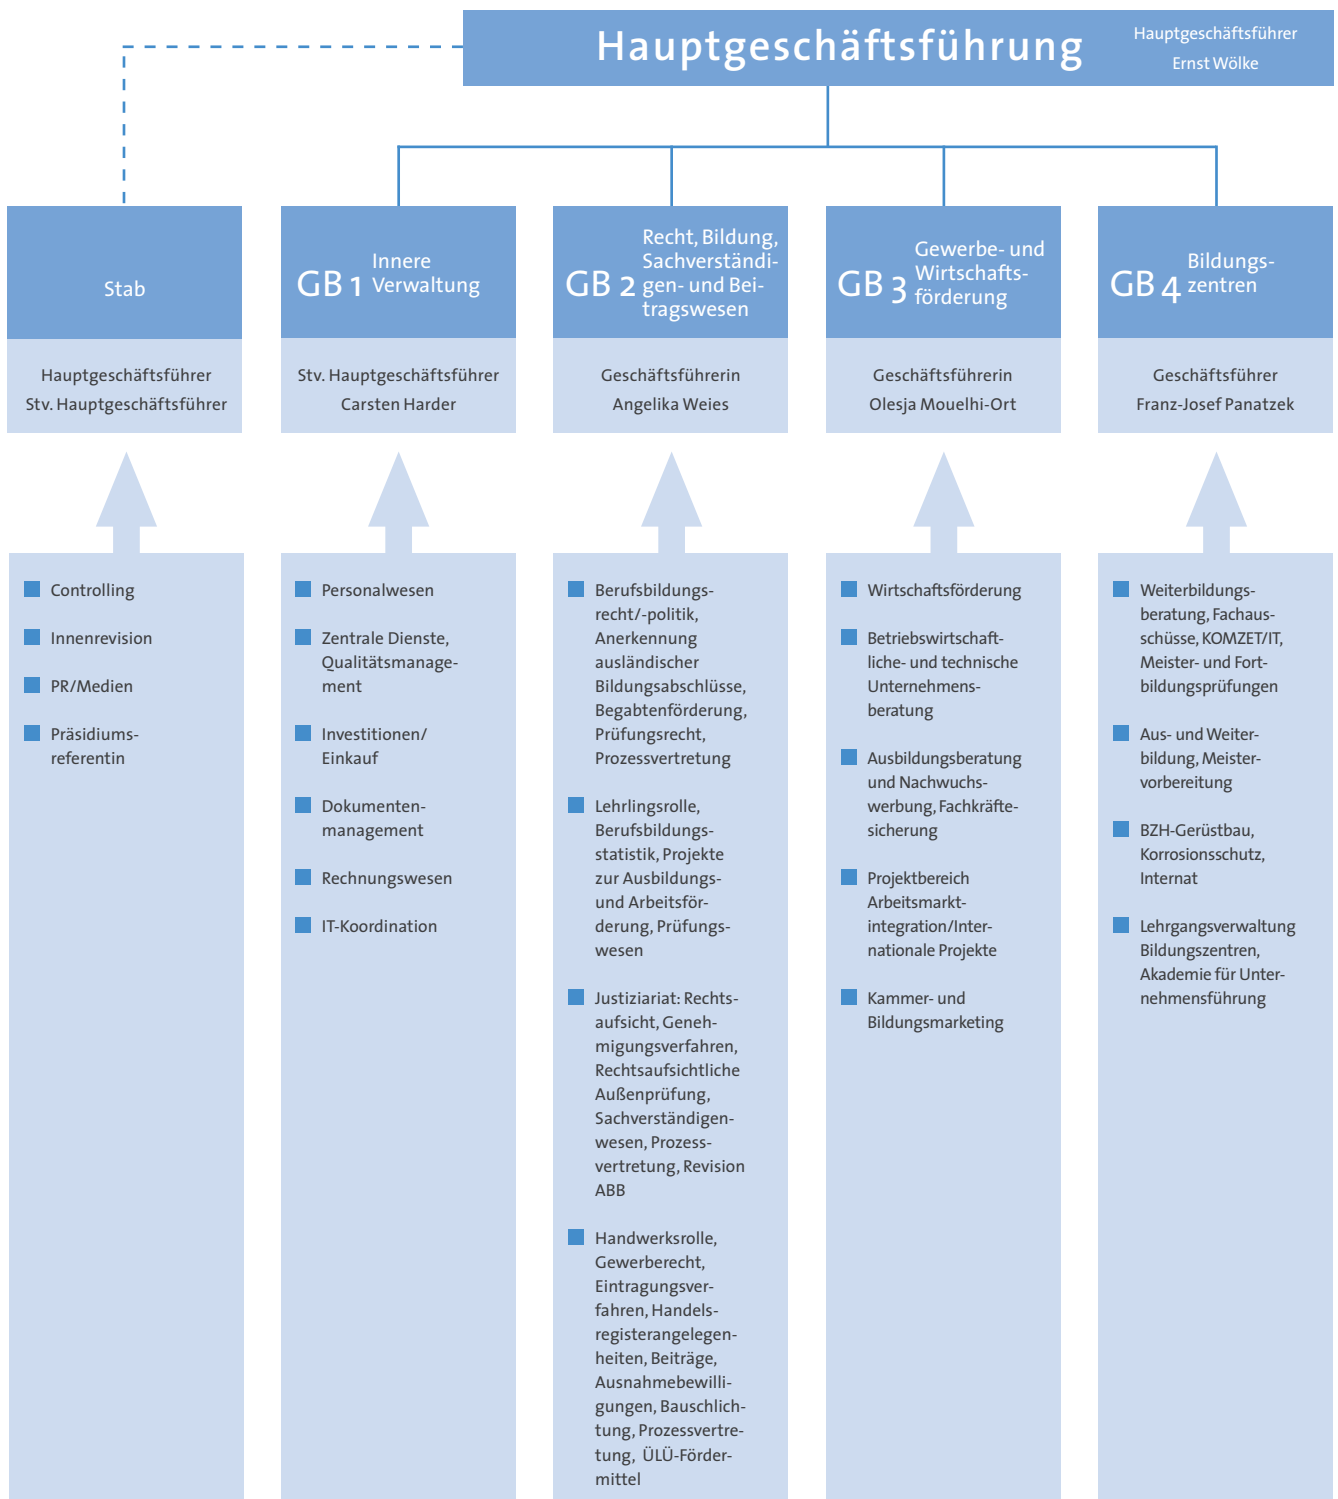 Hauptgeschäftsführung
Hauptgeschäftsführer
Ernst Wölke
Stab
Hauptgeschäftsführer
Stv. Hauptgeschäftsführer
Controlling
Innenrevision
PR/Medien
Präsidiums-
referentin
GB 1
Innere
Verwaltung
Stv. Hauptgeschäftsführer
Carsten Harder
Personalwesen
Zentrale Dienste,
Qualitätsmanage-
ment
Investitionen/
Einkauf
Dokumenten-
management
Rechnungswesen
IT-Koordination
GB 2
Recht, Bildung,
Sachverständi-
gen- und Bei-
tragswesen
Geschäftsführerin
Angelika Weies
Berufsbildungs-
recht/-politik,
Anerkennung
ausländischer
Bildungsabschlüsse,
Begabtenförderung,
Prüfungsrecht,
Prozessvertretung
Lehrlingsrolle,
Berufsbildungs-
statistik, Projekte
zur Ausbildungs-
und Arbeitsför-
derung, Prüfungs-
wesen
Justiziariat: Rechts-
aufsicht, Geneh-
migungsverfahren,
Rechtsaufsichtliche
Außenprüfung,
Sachverständigen-
wesen, Prozess-
vertretung, Revision
ABB
Handwerksrolle,
Gewerberecht,
Eintragungsver-
fahren, Handels-
registerangelegen-
heiten, Beiträge,
Ausnahmebewilli-
gungen, Bauschlich-
tung, Prozessvertre-
tung, ÜLÜ-Förder-
mittel
GB 3
Gewerbe- und
Wirtschafts-
förderung
Geschäftsführerin
Olesja Mouelhi-Ort
Wirtschaftsförderung
Betriebswirtschaft-
liche- und technische
Unternehmens-
beratung
Ausbildungsberatung
und Nachwuchs-
werbung, Fachkräfte-
sicherung
Projektbereich
Arbeitsmarkt-
integration/Inter-
nationale Projekte
Kammer- und
Bildungsmarketing
GB 4
Bildungs-
zentren
Geschäftsführer
Franz-Josef Panatzek
Weiterbildungs-
beratung, Fachaus-
schüsse, KOMZET/IT,
Meister- und Fort-
bildungsprüfungen
Aus- und Weiter-
bildung, Meister-
vorbereitung
BZH-Gerüstbau,
Korrosionsschutz,
Internat
Lehrgangsverwaltung
Bildungszentren,
Akademie für Unter-
nehmensführung